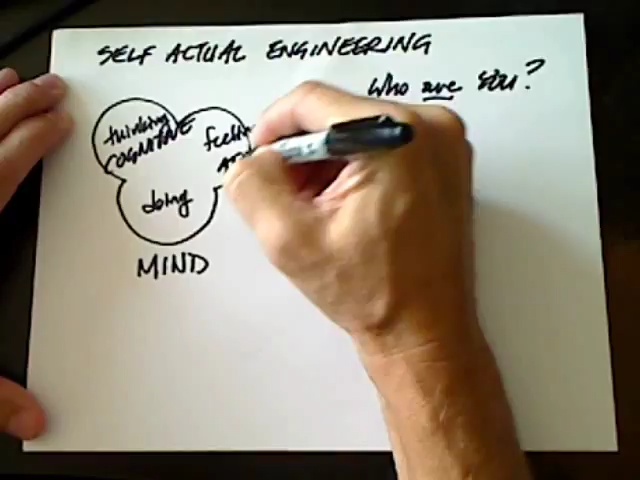 SELF ACTUAL ENGINEERING
Who are you?
thinking
COGNITIVE
doing
MIND